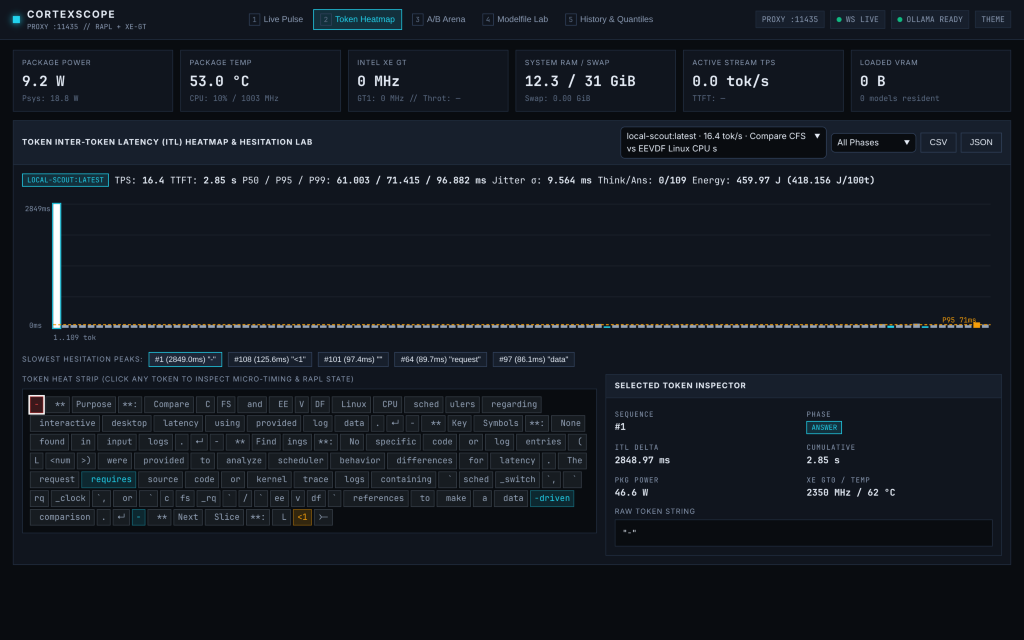 CORTEXSCOPE
PROXY :11435 // RAPL + XE-GT
1 Live Pulse 2 Token Heatmap 3 A/B Arena 4 Modelfile Lab 5 History & Quantiles
PROXY :11435 WS LIVE OLLAMA READY THEME
PACKAGE POWER
9.2 W
Psys: 18.8 W
PACKAGE TEMP
53.0 °C
CPU: 10% / 1003 MHz
INTEL XE GT
0 MHz
GT1: 0 MHz // Throt: —
SYSTEM RAM / SWAP
12.3 / 31 GiB
Swap: 0.00 GiB
ACTIVE STREAM TPS
0.0 tok/s
TTFT: —
LOADED VRAM
0 B
0 models resident
TOKEN INTER-TOKEN LATENCY (ITL) HEATMAP & HESITATION LAB
local-scout:latest · 16.4 tok/s · Compare CFS
vs EEVDF Linux CPU s
All Phases
CSV
JSON
LOCAL-SCOUT:LATEST TPS: 16.4 TTFT: 2.85 s P50 / P95 / P99: 61.003 / 71.415 / 96.882 ms Jitter σ: 9.564 ms Think/Ans: 0/109 Energy: 459.97 J (418.156 J/100t)
2849ms
P95 71ms
0ms
1..109 tok
SLOWEST HESITATION PEAKS: #1 (2849.0ms) "-" #108 (125.6ms) "<1" #101 (97.4ms) "" #64 (89.7ms) "request" #97 (86.1ms) "data"
TOKEN HEAT STRIP (CLICK ANY TOKEN TO INSPECT MICRO-TIMING & RAPL STATE)
- ** Purpose **: Compare C FS and EE V DF Linux CPU sched ulers regarding
interactive desktop latency using provided log data . ↵ - ** Key Symbols **: None
found in input logs . ↵ - ** Find ings **: No specific code or log entries (
L <num >) were provided to analyze scheduler behavior differences for latency . The
request requires source code or kernel trace logs containing ` sched _switch `, `
rq _clock `, or ` c fs _rq ` / ` ee v df ` references to make a data -driven
comparison . ↵ - ** Next Slice **: L <1 >—
SELECTED TOKEN INSPECTOR
SEQUENCE
#1
PHASE
ANSWER
ITL DELTA
2848.97 ms
CUMULATIVE
2.85 s
PKG POWER
46.6 W
XE GT0 / TEMP
2350 MHz / 62 °C
RAW TOKEN STRING
"-"